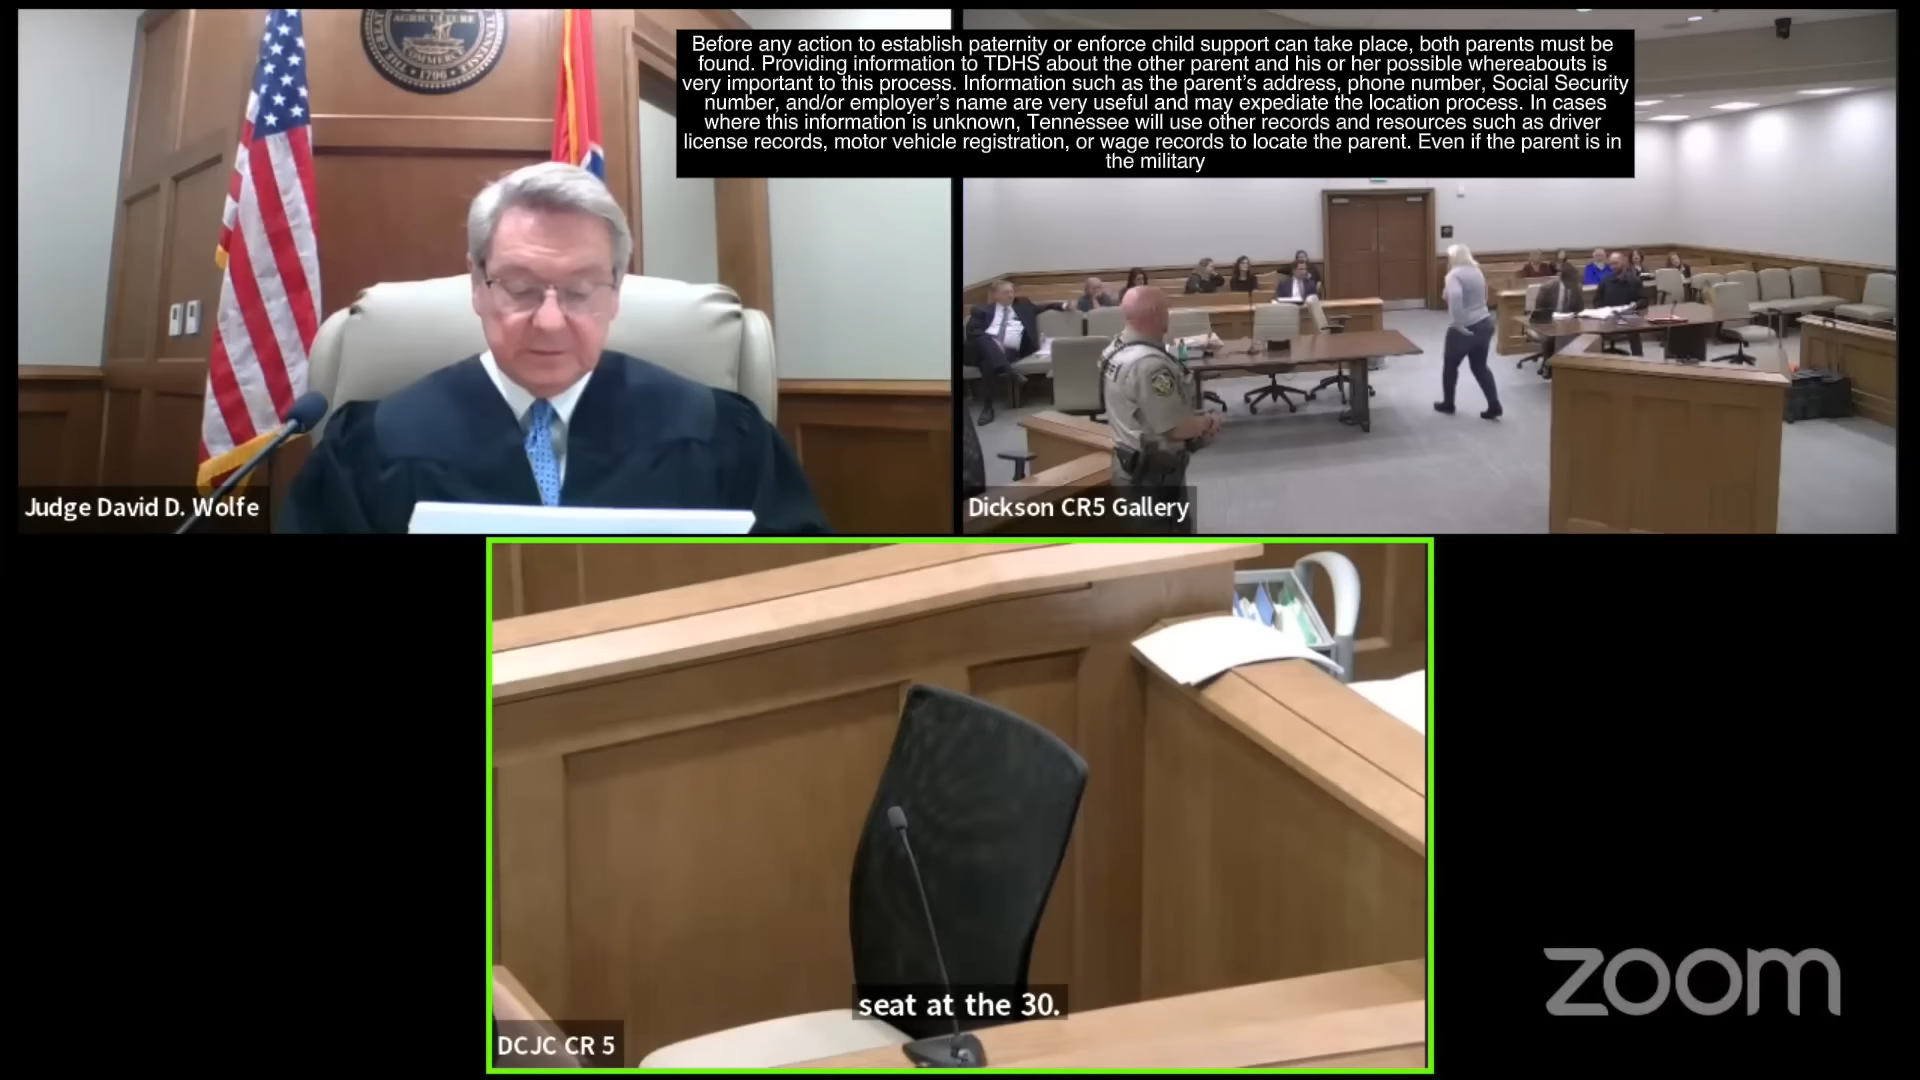 AGRICULTURE
COMMERCE
1796
Before any action to establish paternity or enforce child support can take place, both parents must be
found. Providing information to TDHS about the other parent and his or her possible whereabouts is
very important to this process. Information such as the parent's address, phone number, Social Security
number, and/or employer's name are very useful and may expediate the location process. In cases
where this information is unknown, Tennessee will use other records and resources such as driver
license records, motor vehicle registration, or wage records to locate the parent. Even if the parent is in
the military
Judge David D. Wolfe
Dickson CR5 Gallery
seat at the 30.
DCJC CR 5
zoom